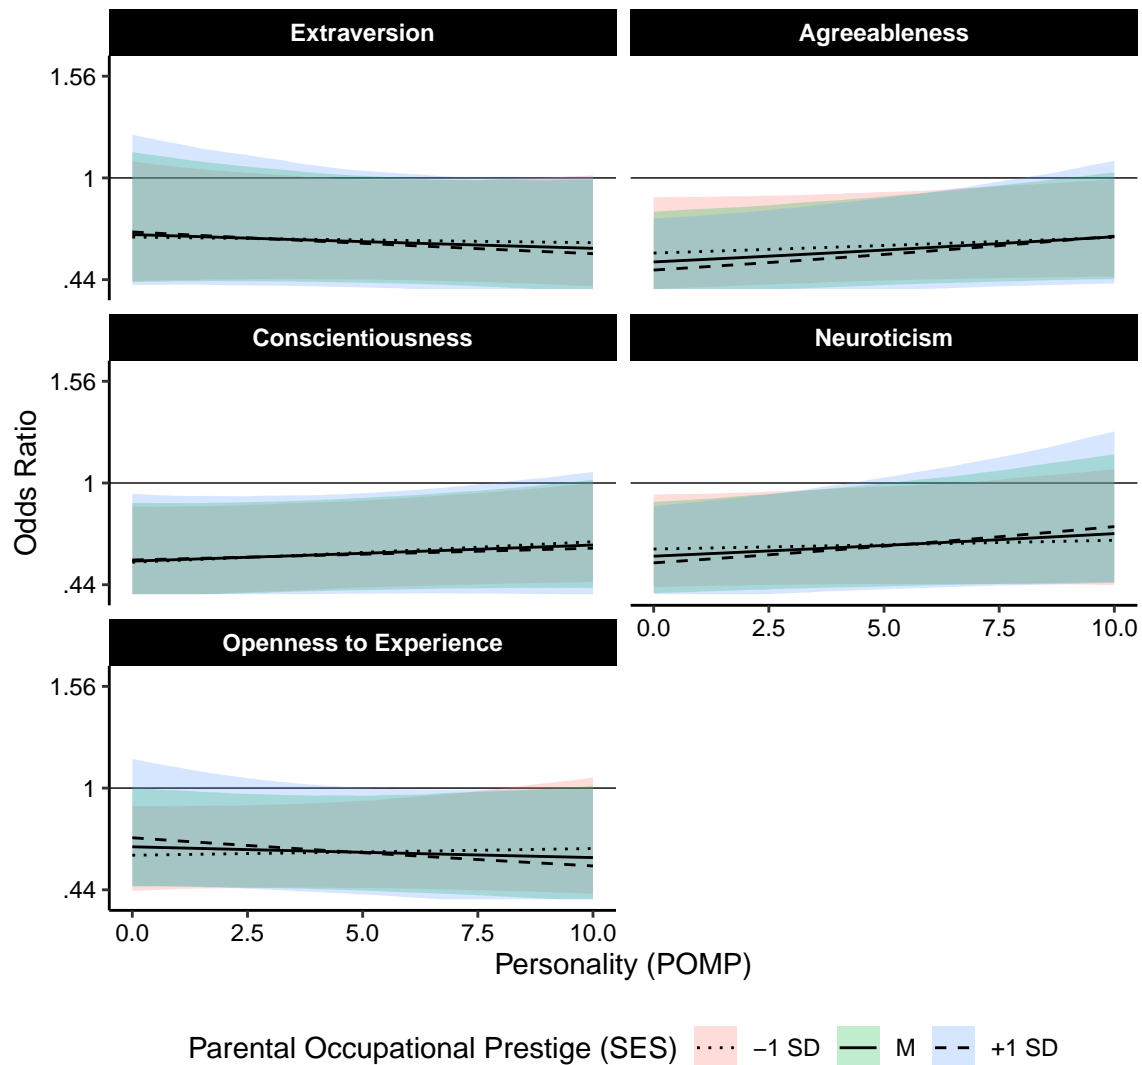 Extraversion
Agreeableness
1.56
1
.44
Conscientiousness
Neuroticism
1.56
1
.44
0.0 2.5 5.0 7.5 10.0
Openness to Experience
1.56
1
.44
0.0 2.5 5.0 7.5 10.0
Odds Ratio
Personality (POMP)
Parental Occupational Prestige (SES) −1 SD M +1 SD